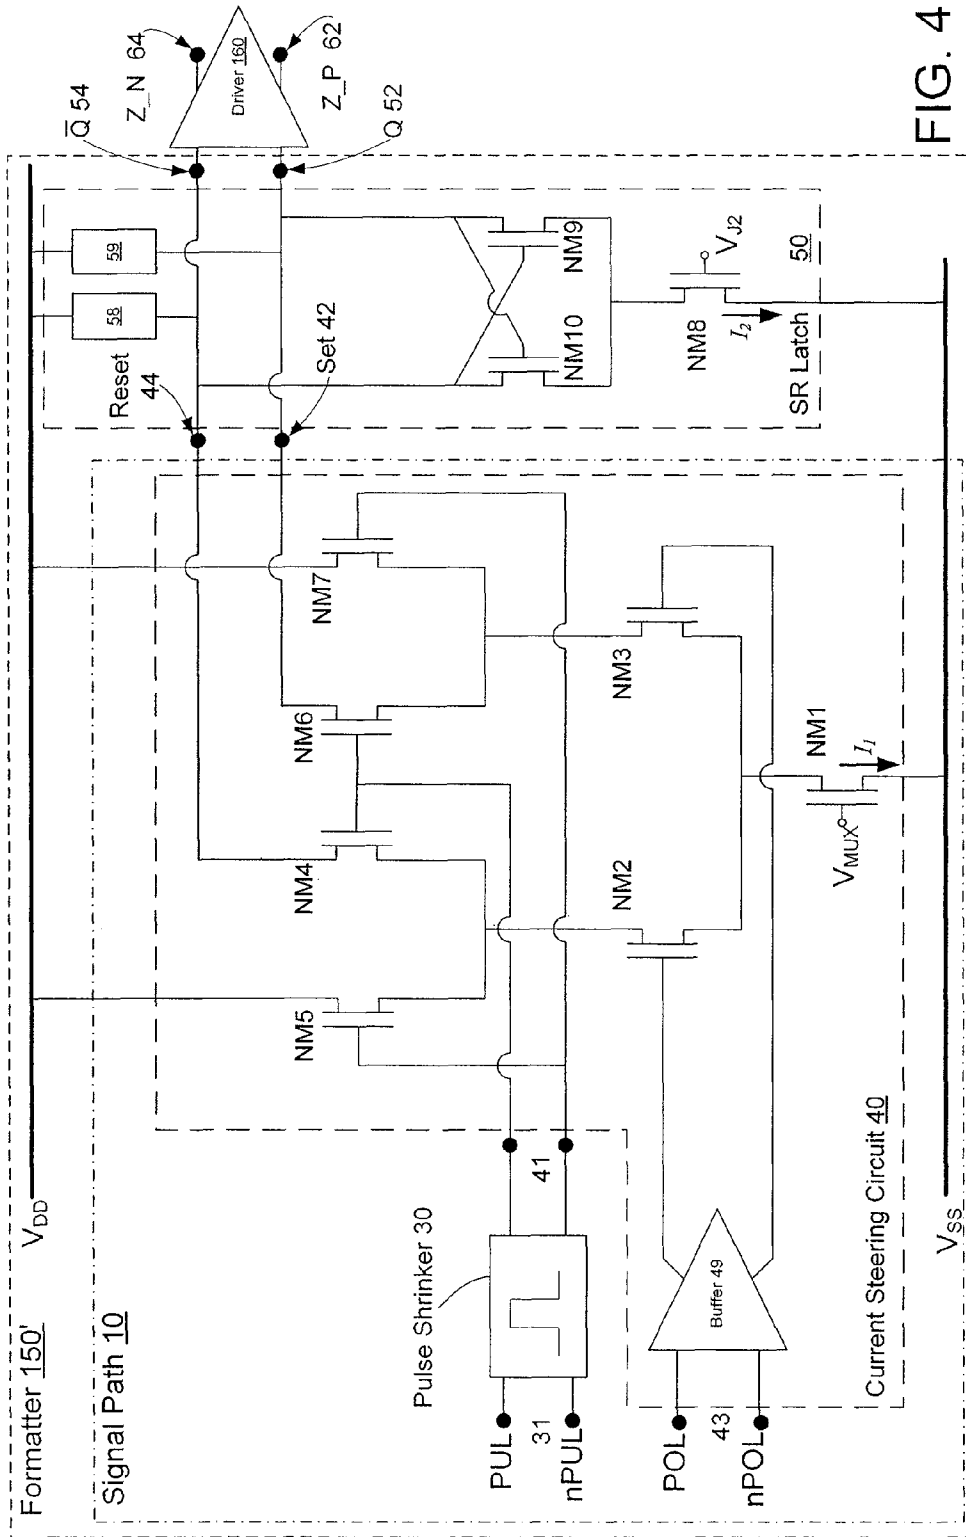 FIG. 4
Formatter 150'
V_DD
Signal Path 10
Pulse Shrinker 30
PUL
31
nPUL
41
POL
43
nPOL
Buffer 49
Current Steering Circuit 40
NM5
NM4
NM6
NM7
NM2
NM3
NM1
V_MUX
I_1
V_SS
Reset
44
Set 42
58
59
NM10
NM9
NM8
V_J2
I_2
SR Latch
50
Q̅ 54
Q 52
Z_N 64
Z_P 62
Driver 160